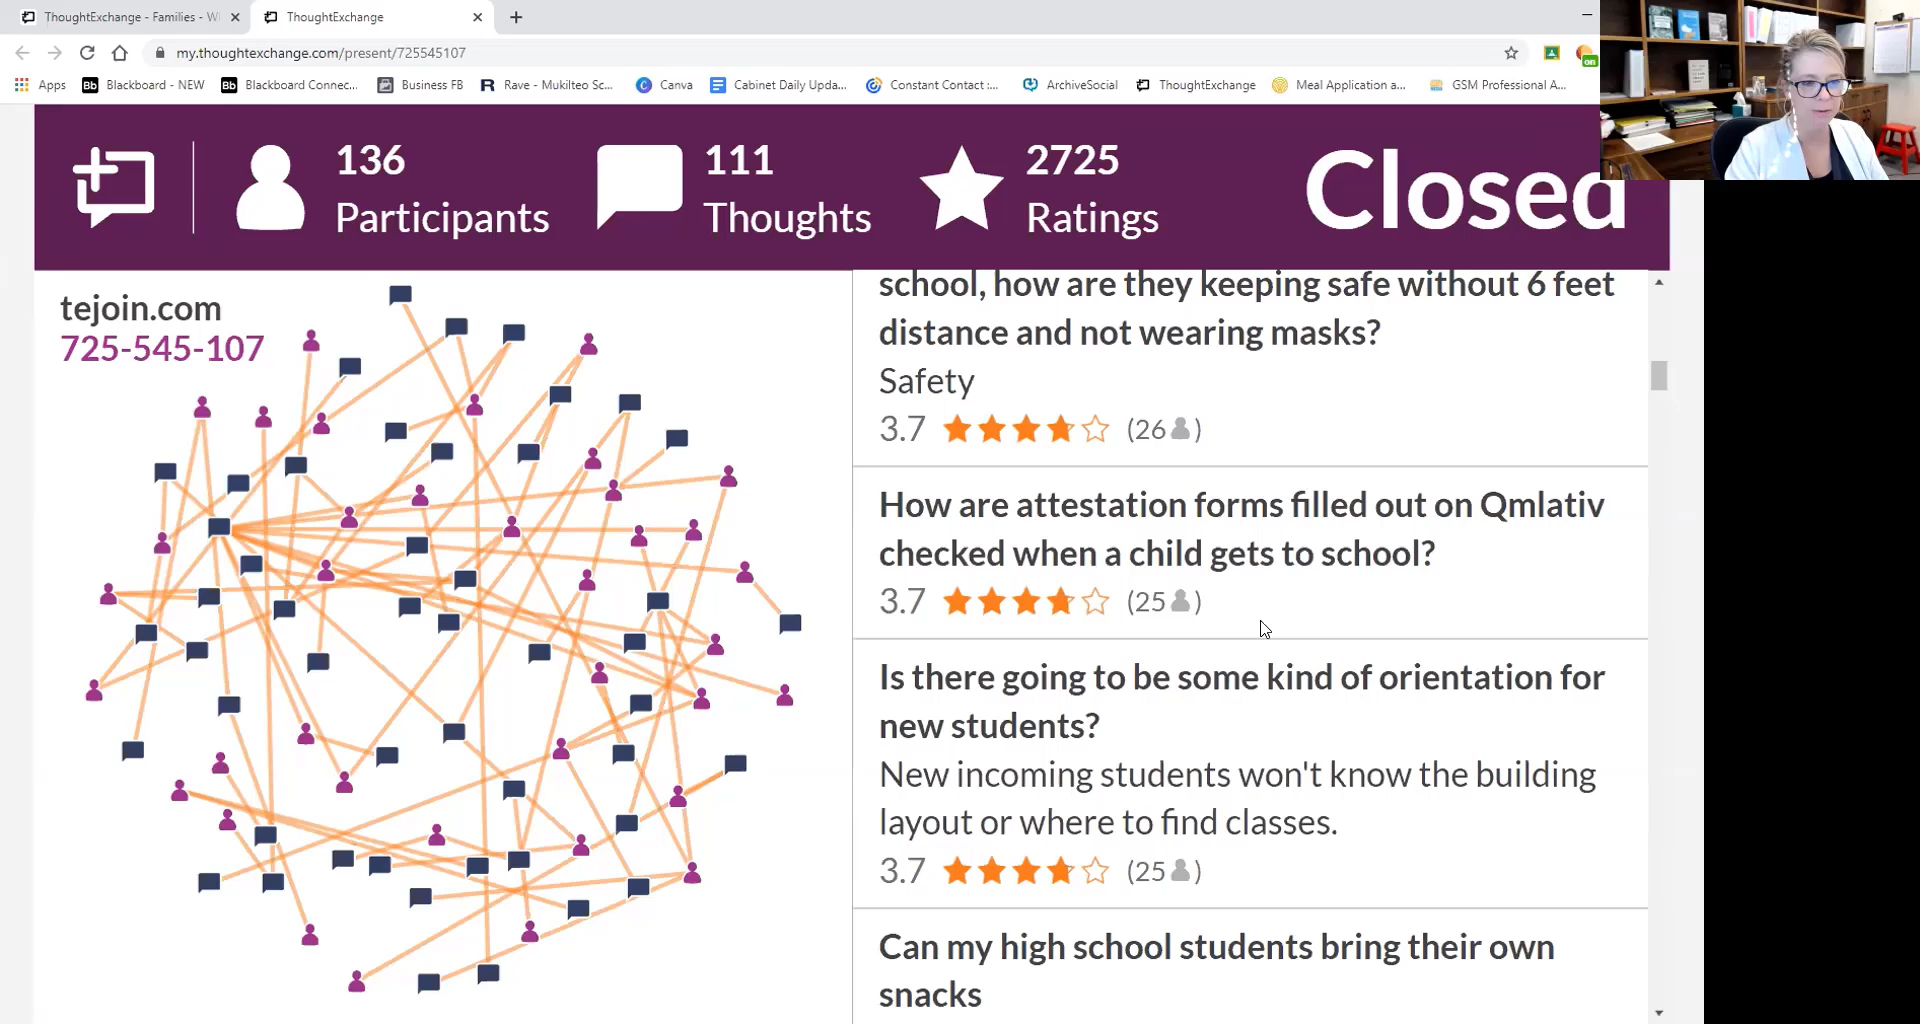 ThoughtExchange - Families - W
ThoughtExchange
my.thoughtexchange.com/present/725545107
Apps
Bb Blackboard - NEW
Bb Blackboard Connec...
Business FB
R Rave - Mukilteo Sc...
Canva
Cabinet Daily Upda...
Constant Contact :...
ArchiveSocial
ThoughtExchange
Meal Application a...
GSM Professional A...
on
136
Participants
111
Thoughts
2725
Ratings
Closed
tejoin.com
725-545-107
school, how are they keeping safe without 6 feet
distance and not wearing masks?
Safety
3.7 (26)
How are attestation forms filled out on Qmlativ
checked when a child gets to school?
3.7 (25)
Is there going to be some kind of orientation for
new students?
New incoming students won't know the building
layout or where to find classes.
3.7 (25)
Can my high school students bring their own
snacks